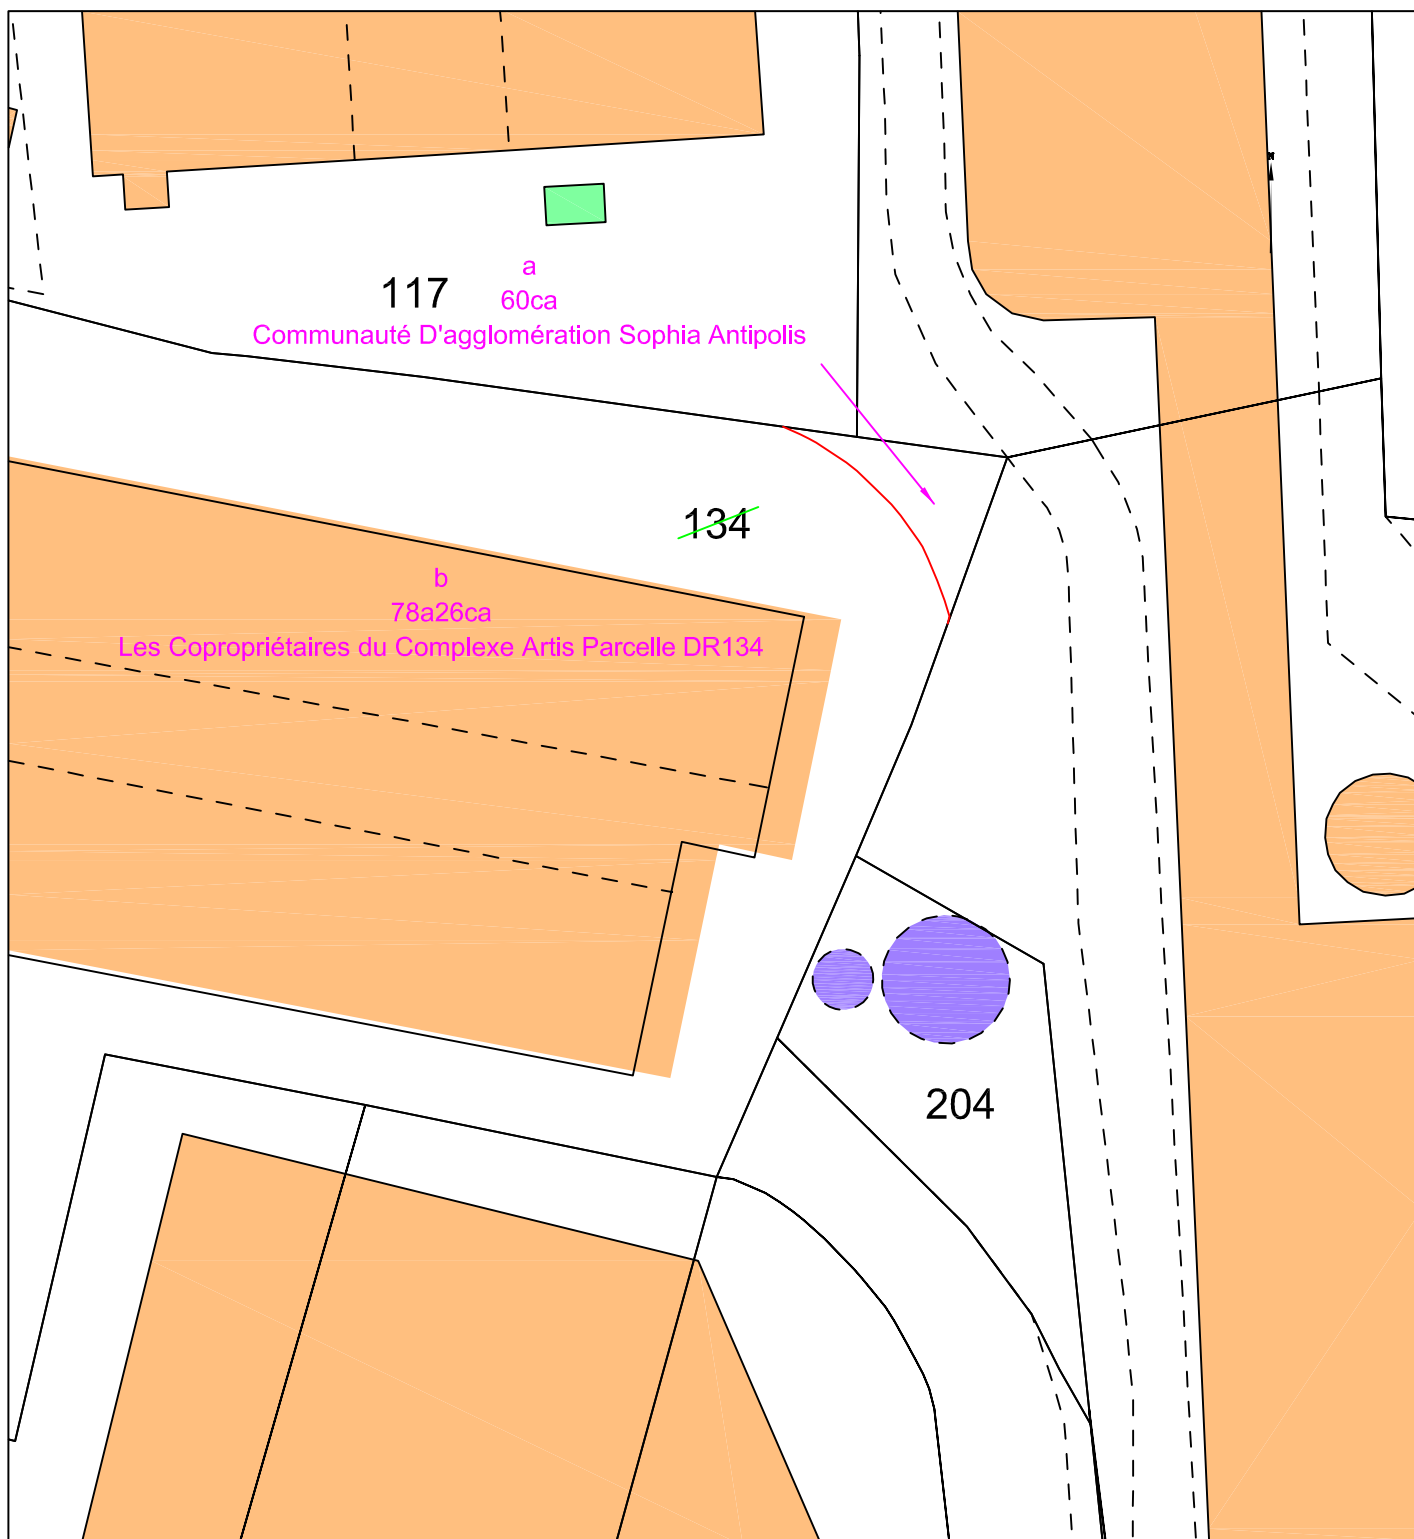 117
a
60ca
Communauté D'agglomération Sophia Antipolis
134
b
78a26ca
Les Copropriétaires du Complexe Artis Parcelle DR134
204